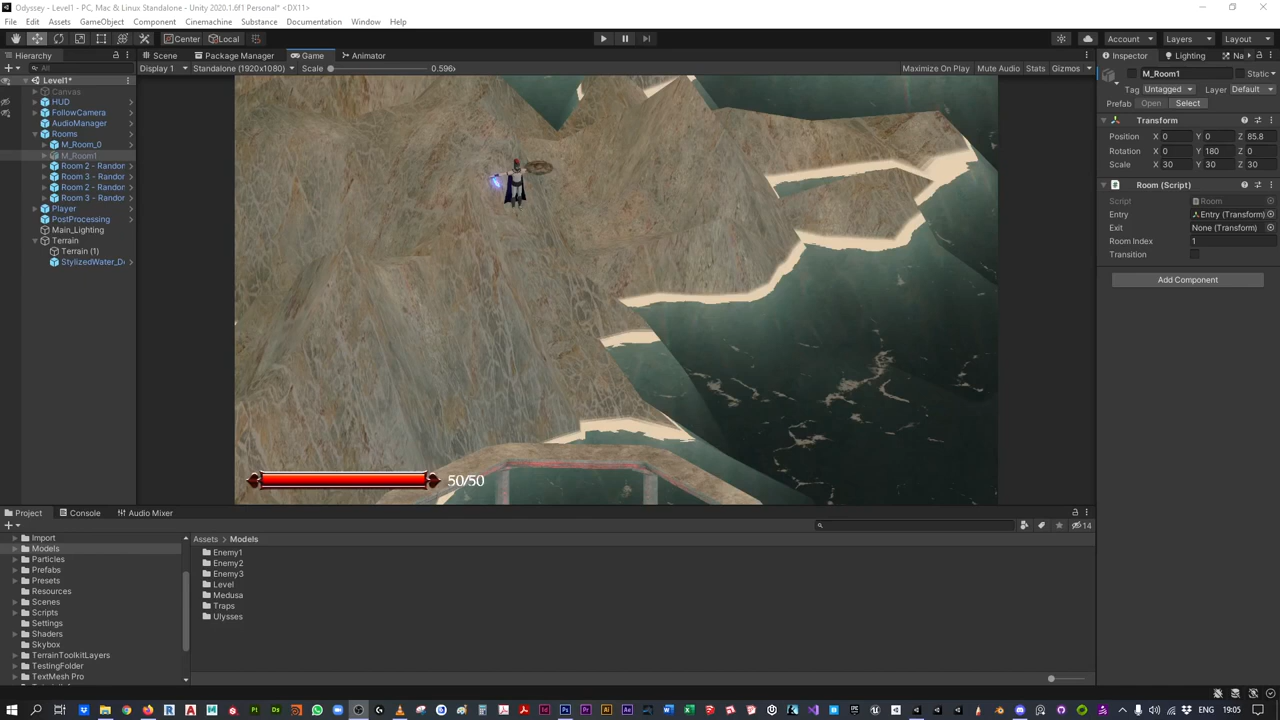 Odyssey - Level1 - PC, Mac & Linux Standalone - Unity 2020.1.6f1 Personal* <DX11>
File Edit Assets GameObject Component Cinemachine Substance Documentation Window Help
Center Local Account Layers Layout
Hierarchy
All
Level1*
Canvas
HUD
FollowCamera
AudioManager
Rooms
M_Room_0
M_Room1
Room 2 - Random
Room 3 - Random
Room 2 - Random
Room 3 - Random
Player
PostProcessing
Main_Lighting
Terrain
Terrain (1)
StylizedWater_De
Scene Package Manager Game Animator
Display 1 Standalone (1920x1080) Scale 0.596x Maximize On Play Mute Audio Stats Gizmos
50/50
Inspector Lighting Na
M_Room1 Static
Tag Untagged Layer Default
Prefab Open Select
Transform
Position X 0 Y 0 Z 85.8
Rotation X 0 Y 180 Z 0
Scale X 30 Y 30 Z 30
Room (Script)
Script Room
Entry Entry (Transform)
Exit None (Transform)
Room Index 1
Transition
Add Component
Project Console Audio Mixer
14
Import
Models
Particles
Prefabs
Presets
Resources
Scenes
Scripts
Settings
Shaders
Skybox
TerrainToolkitLayers
TestingFolder
TextMesh Pro
Assets > Models
Enemy1
Enemy2
Enemy3
Level
Medusa
Traps
Ulysses
ENG 19:05